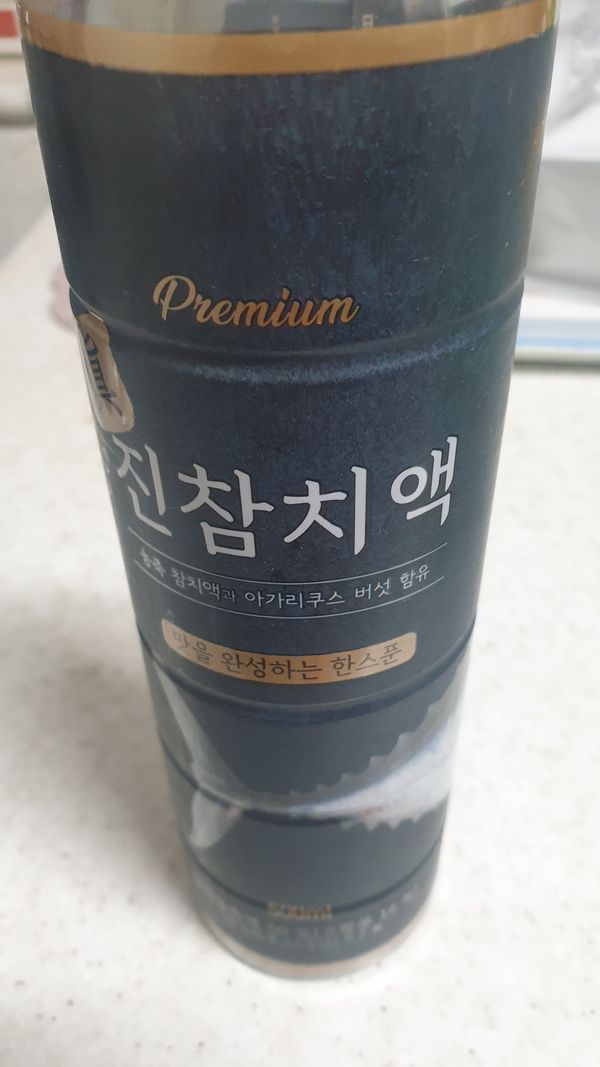 Premium
진참치액
농축 참치액과 아가리쿠스 버섯 함유
맛을 완성하는 한스푼
500ml